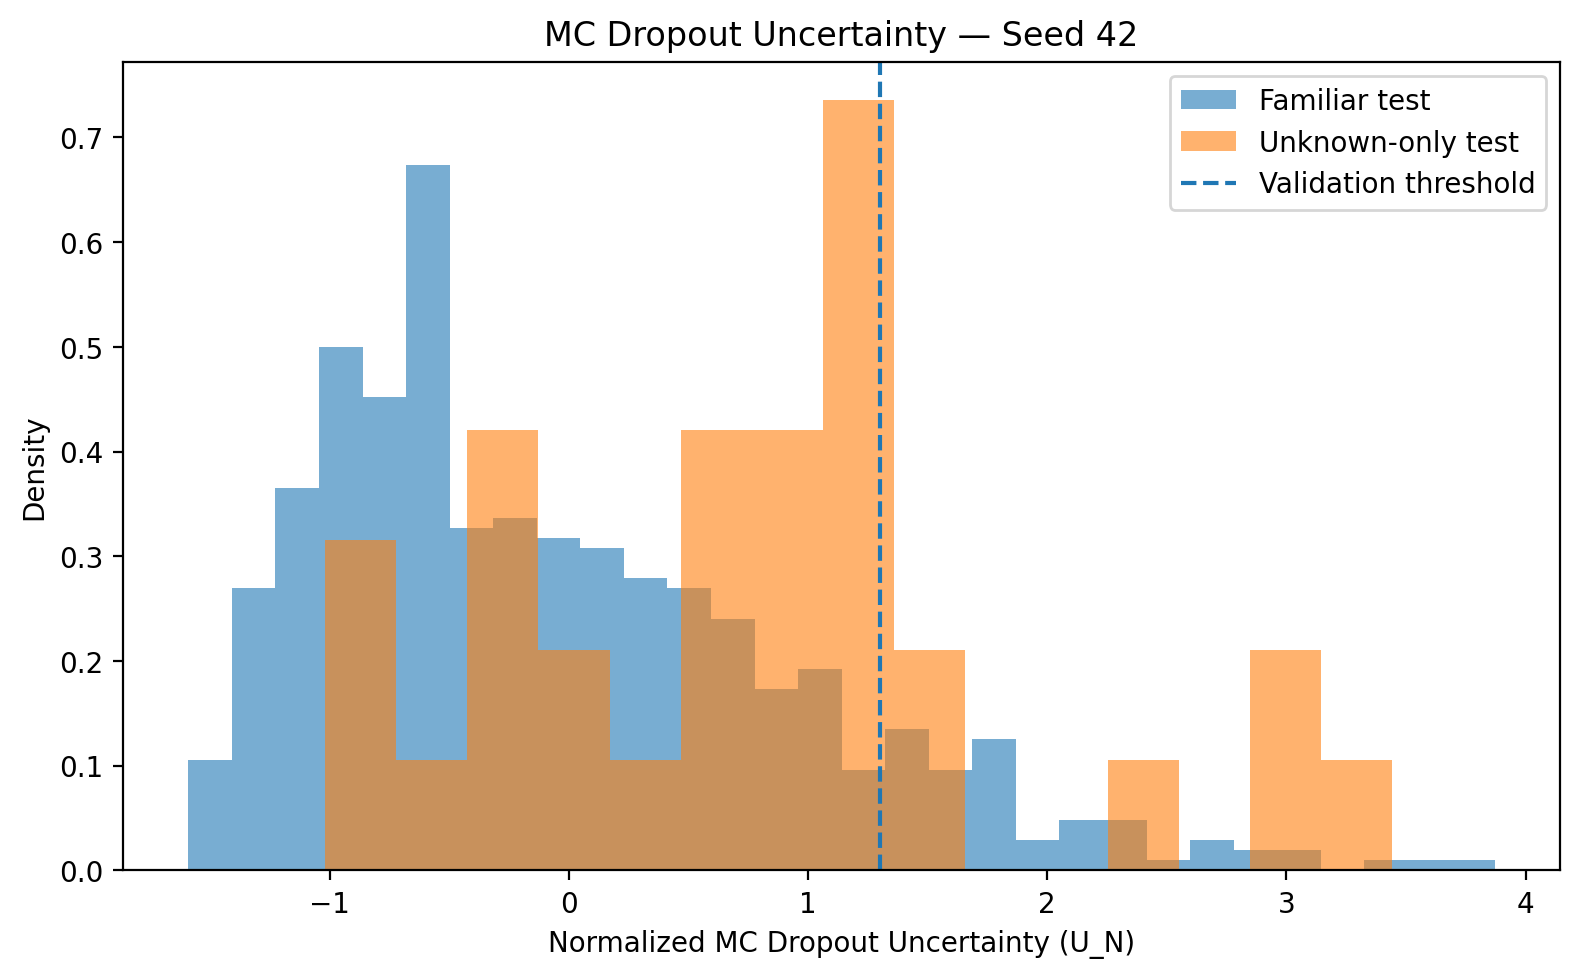 MC Dropout Uncertainty — Seed 42
Familiar test
Unknown-only test
Validation threshold
Density
0.7
0.6
0.5
0.4
0.3
0.2
0.1
0.0
−1 0 1 2 3 4
Normalized MC Dropout Uncertainty (U_N)